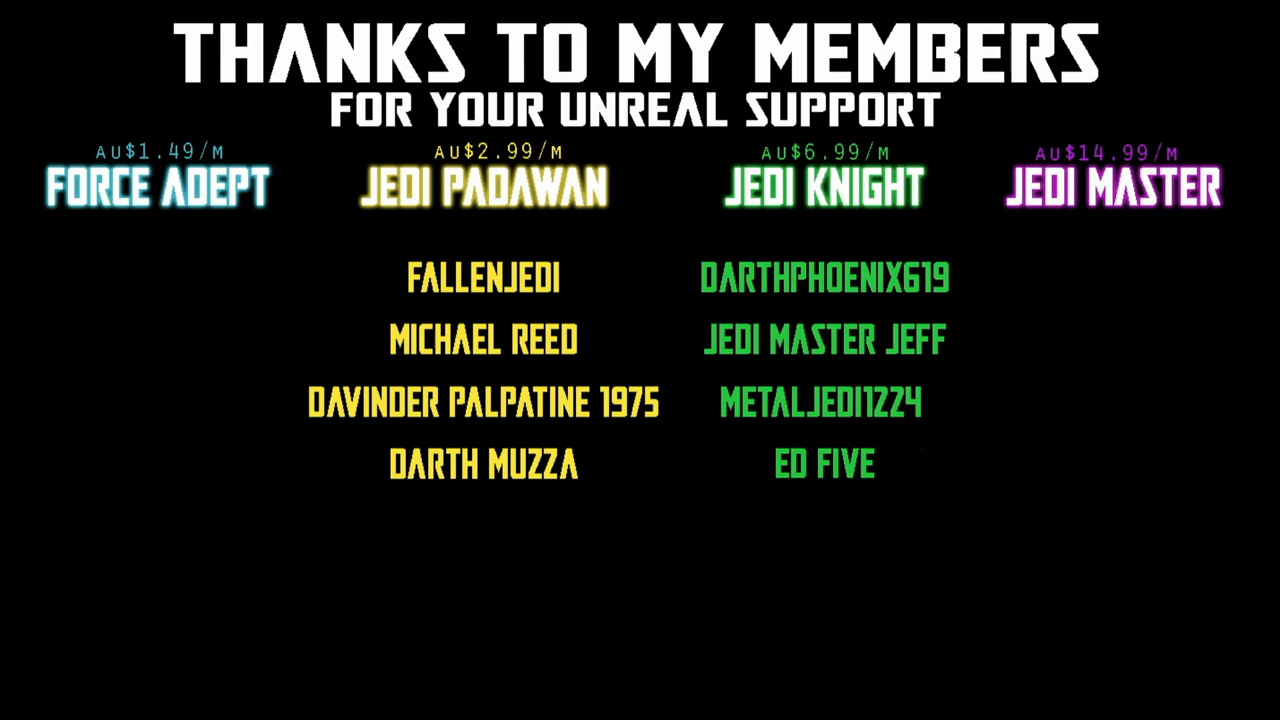 THANKS TO MY MEMBERS
FOR YOUR UNREAL SUPPORT
AU$1.49/M AU$2.99/M AU$6.99/M AU$14.99/M
FORCE ADEPT JEDI PADAWAN JEDI KNIGHT JEDI MASTER
FALLENJEDI DARTHPHOENIX619
MICHAEL REED JEDI MASTER JEFF
DAVINDER PALPATINE 1975 METALJEDI1224
DARTH MUZZA ED FIVE